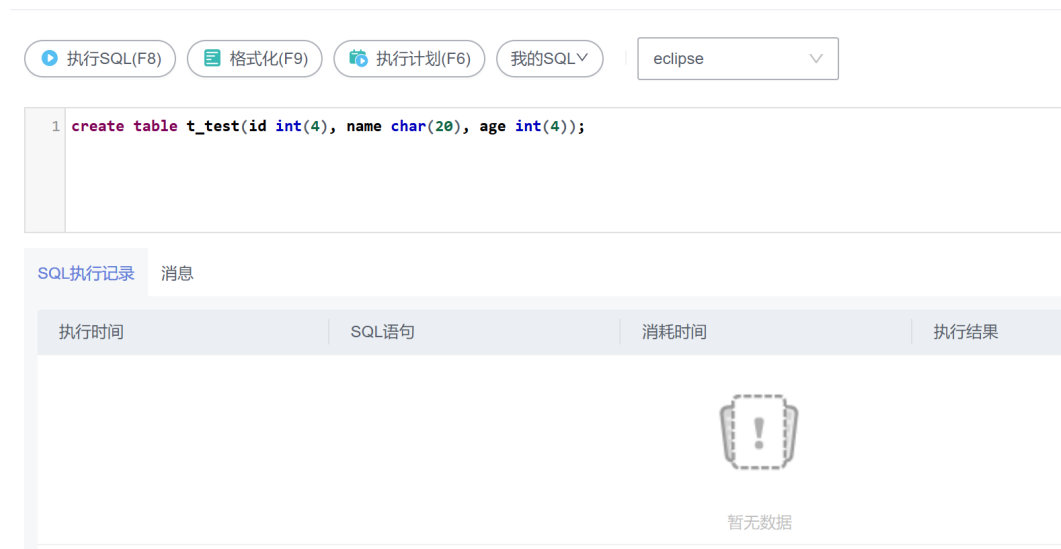 执行SQL(F8) 格式化(F9) 执行计划(F6) 我的SQL eclipse
1 create table t_test(id int(4), name char(20), age int(4));
SQL执行记录 消息
执行时间 SQL语句 消耗时间 执行结果
暂无数据